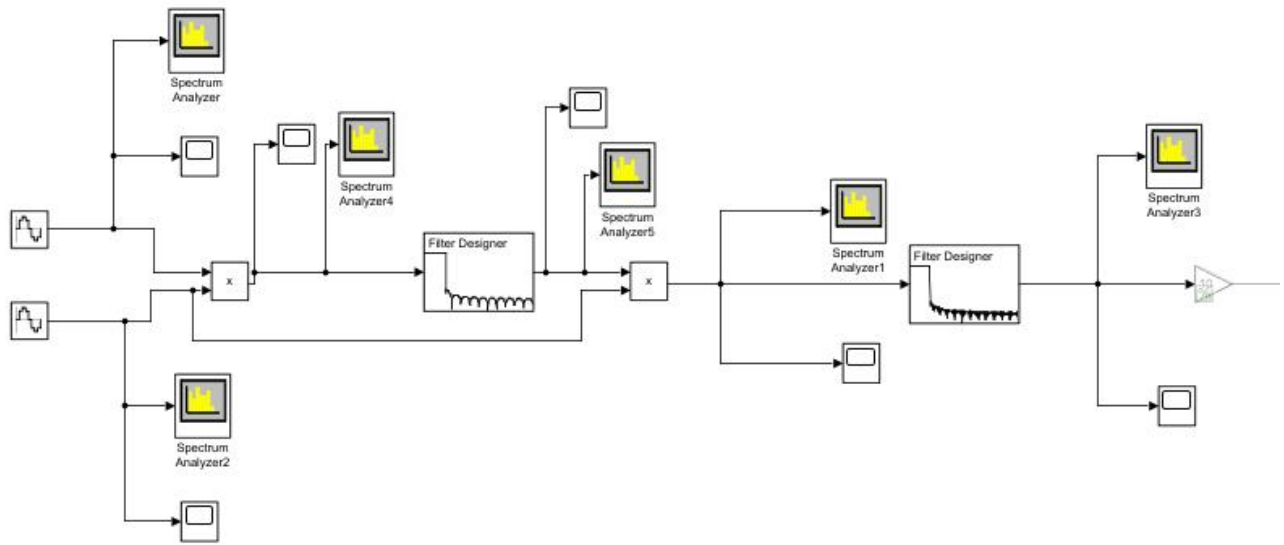 Spectrum
Analyzer
Spectrum
Analyzer4
Spectrum
Analyzer5
Spectrum
Analyzer1
Spectrum
Analyzer3
Filter Designer
Filter Designer
x
x
Spectrum
Analyzer2